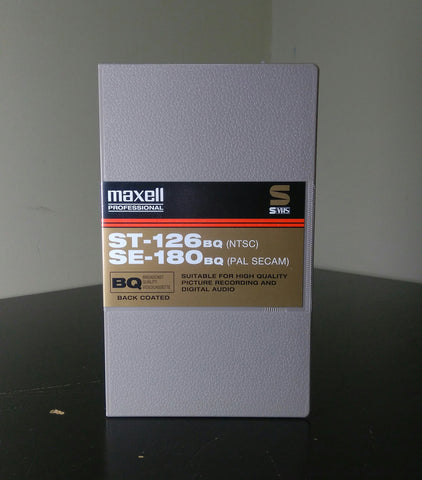 maxell
PROFESSIONAL
S
S VHS
ST-126BQ (NTSC)
SE-180BQ (PAL SECAM)
BQ BROADCAST
QUALITY
VIDEOCASSETTE
BACK COATED
SUITABLE FOR HIGH QUALITY
PICTURE RECORDING AND
DIGITAL AUDIO